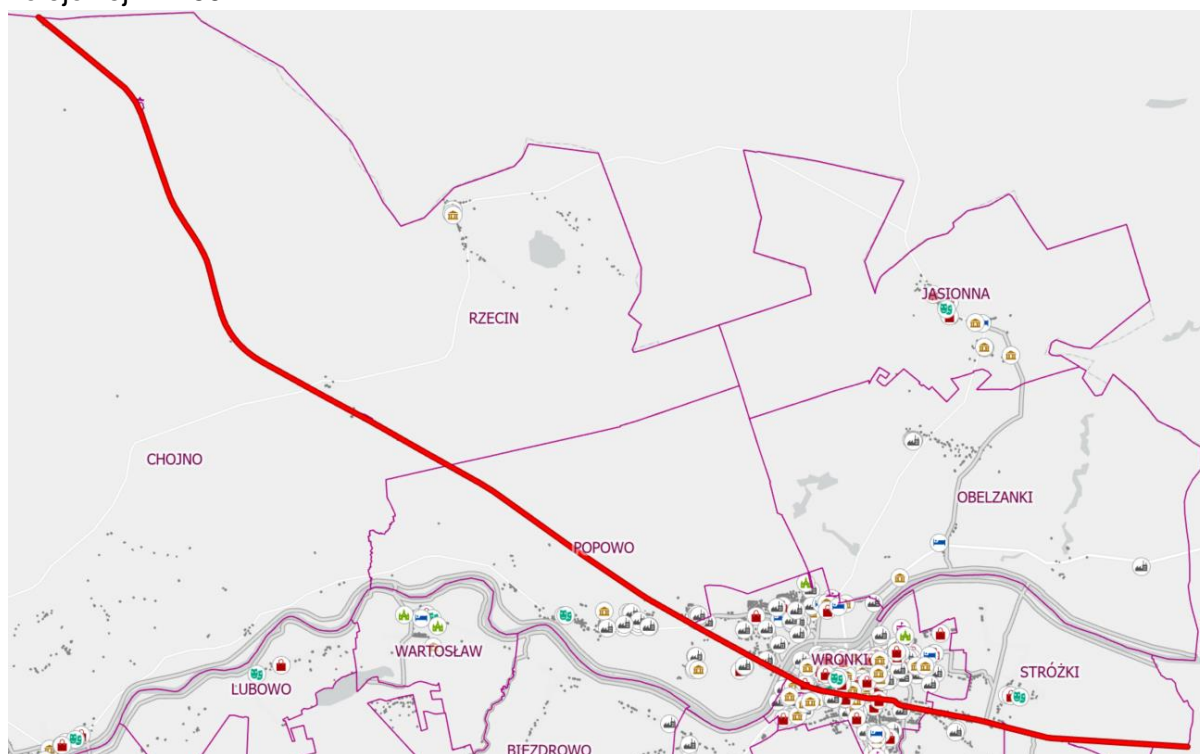 RZECIN
JASIONNA
CHOJNO
OBELZANKI
POPOWO
WARTOSŁAW
WRONKI
STRÓŻKI
LUBOWO
BIEZDROWO